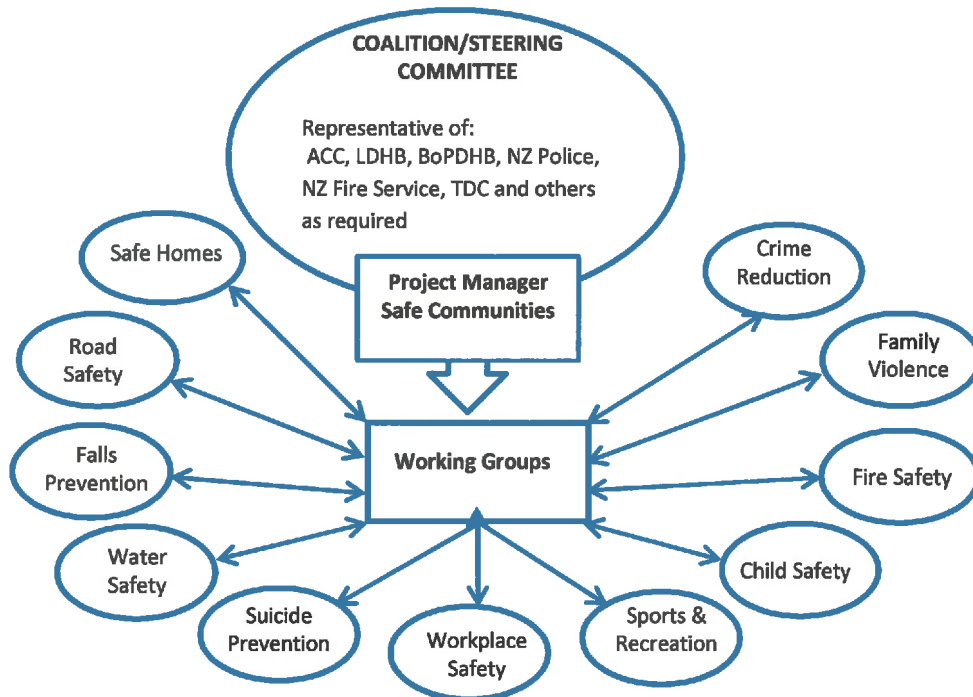 COALITION/STEERING
COMMITTEE
Representative of:
ACC, LDHB, BoPDHB, NZ Police,
NZ Fire Service, TDC and others
as required
Project Manager
Safe Communities
Safe Homes
Crime
Reduction
Road
Safety
Family
Violence
Working Groups
Falls
Prevention
Fire Safety
Water
Safety
Child Safety
Suicide
Prevention
Workplace
Safety
Sports &
Recreation